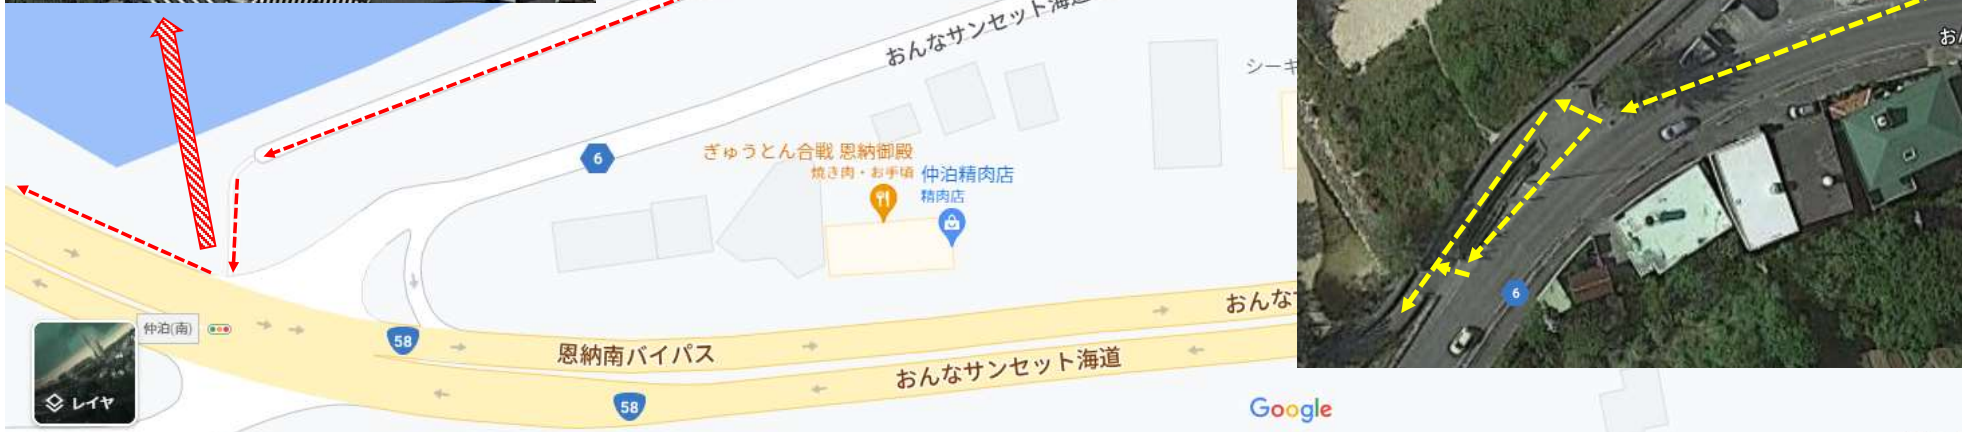 おんなサンセット海道
シーキ
お
6
ぎゅうとん合戦 恩納御殿
焼き肉・お手頃
仲泊精肉店
精肉店
6
おんな
仲泊(南)
58
恩納南バイパス
おんなサンセット海道
58
レイヤ
Google